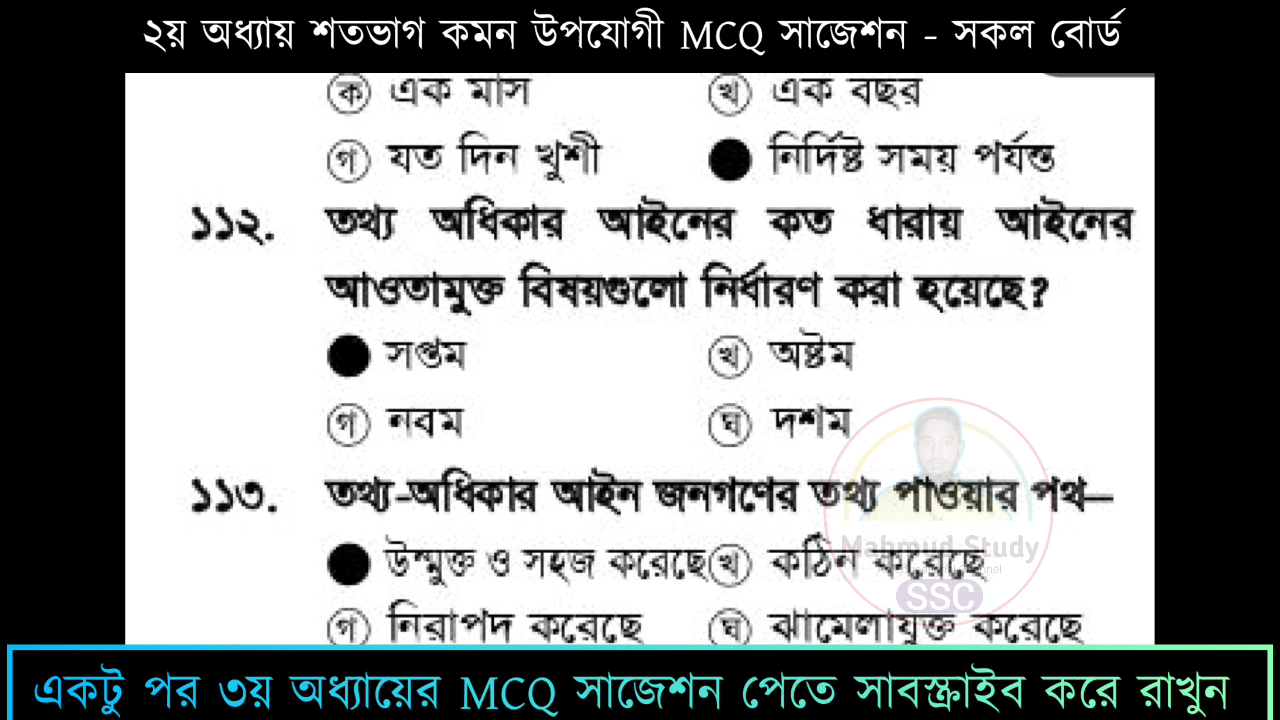 ২য় অধ্যায় শতভাগ কমন উপযোগী MCQ সাজেশন - সকল বোর্ড
ক এক মাস খ এক বছর
গ যত দিন খুশী ● নির্দিষ্ট সময় পর্যন্ত
১১২. তথ্য অধিকার আইনের কত ধারায় আইনের
আওতামুক্ত বিষয়গুলো নির্ধারণ করা হয়েছে?
● সপ্তম খ অষ্টম
গ নবম ঘ দশম
১১৩. তথ্য-অধিকার আইন জনগণের তথ্য পাওয়ার পথ—
● উন্মুক্ত ও সহজ করেছে খ কঠিন করেছে
গ নিরাপদ করেছে ঘ ঝামেলাযুক্ত করেছে
Mahmud Study
SSC
একটু পর ৩য় অধ্যায়ের MCQ সাজেশন পেতে সাবস্ক্রাইব করে রাখুন